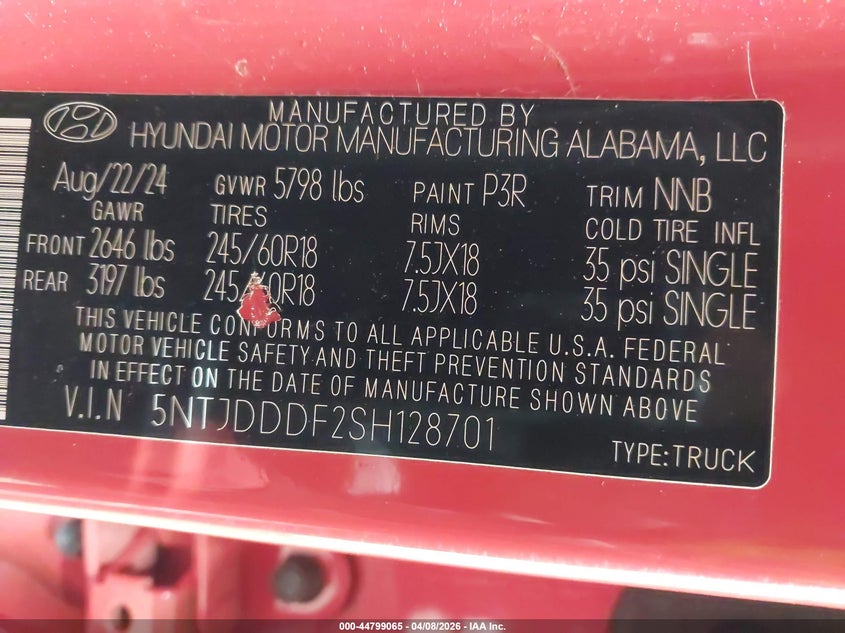 MANUFACTURED BY
HYUNDAI MOTOR MANUFACTURING ALABAMA, LLC
Aug/22/24 GVWR 5798 lbs PAINT P3R TRIM NNB
GAWR TIRES RIMS COLD TIRE INFL
FRONT 2646 lbs 245/60R18 7.5JX18 35 psi SINGLE
REAR 3197 lbs 245/60R18 7.5JX18 35 psi SINGLE
THIS VEHICLE CONFORMS TO ALL APPLICABLE U.S.A. FEDERAL
MOTOR VEHICLE SAFETY AND THEFT PREVENTION STANDARDS
IN EFFECT ON THE DATE OF MANUFACTURE SHOWN ABOVE
V.I.N 5NTJDDDF2SH128701
TYPE:TRUCK
000-44799065 - 04/08/2026 - IAA Inc.